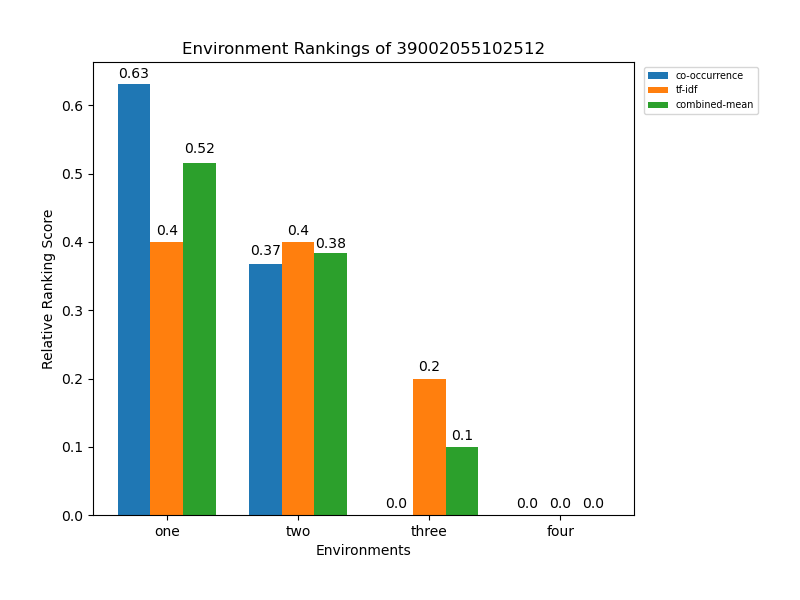 Environment Rankings of 39002055102512
co-occurrence
tf-idf
combined-mean
Relative Ranking Score
0.6
0.5
0.4
0.3
0.2
0.1
0.0
0.63
0.4
0.52
0.37
0.4
0.38
0.0
0.2
0.1
0.0
0.0
0.0
one
two
three
four
Environments